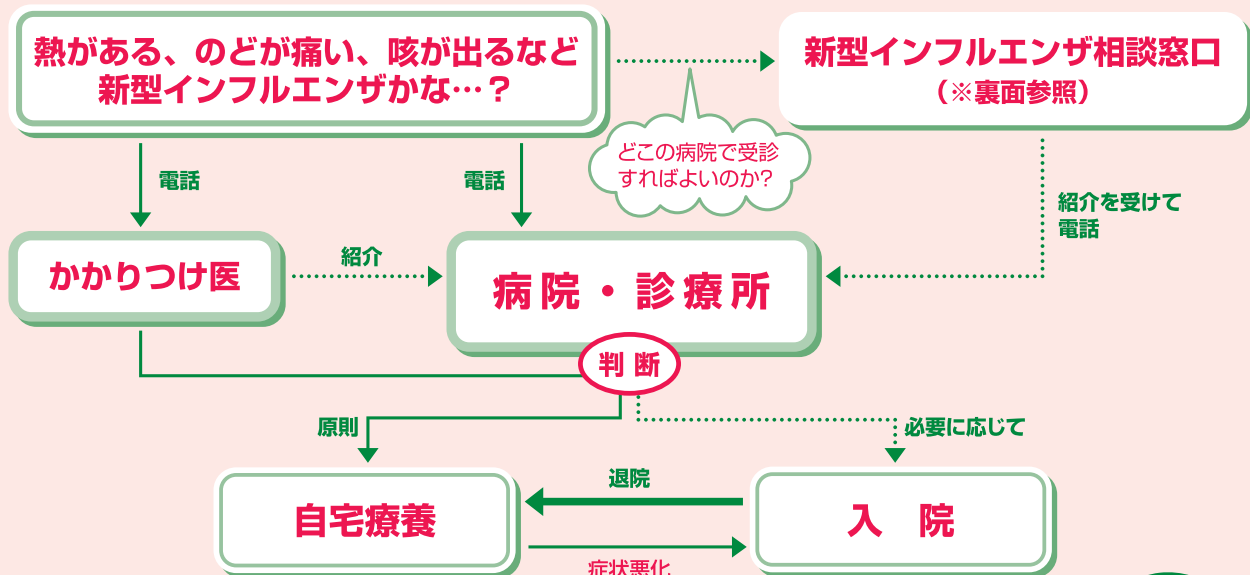 熱がある、のどが痛い、咳が出るなど
新型インフルエンザかな…？
新型インフルエンザ相談窓口
（※裏面参照）
どこの病院で受診
すればよいのか?
電話
電話
紹介を受けて
電話
かかりつけ医
紹介
病院・診療所
判断
原則
必要に応じて
自宅療養
退院
入 院
症状悪化